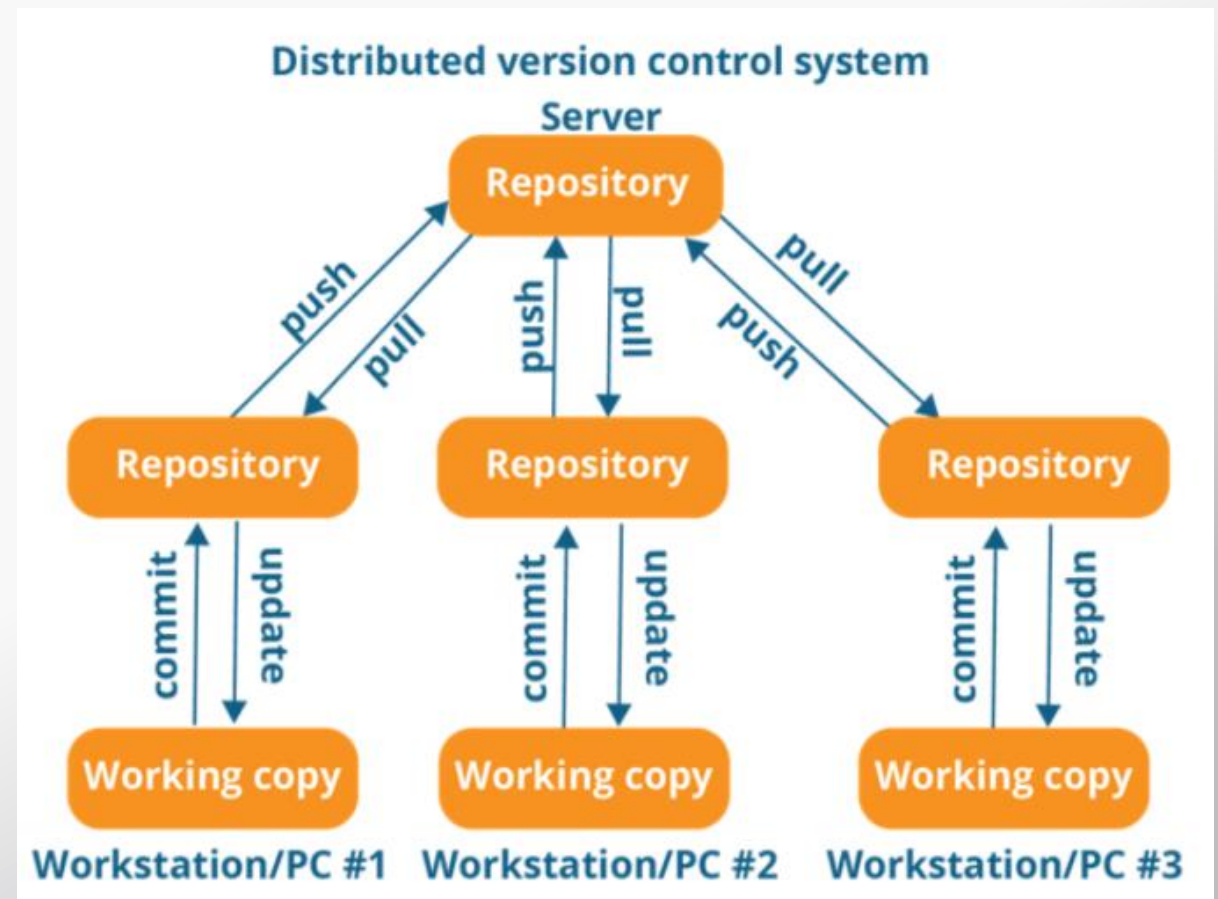 Distributed version control system
Server
Repository
push
pull
push
pull
push
pull
Repository
Repository
Repository
commit
update
commit
update
commit
update
Working copy
Working copy
Working copy
Workstation/PC #1
Workstation/PC #2
Workstation/PC #3